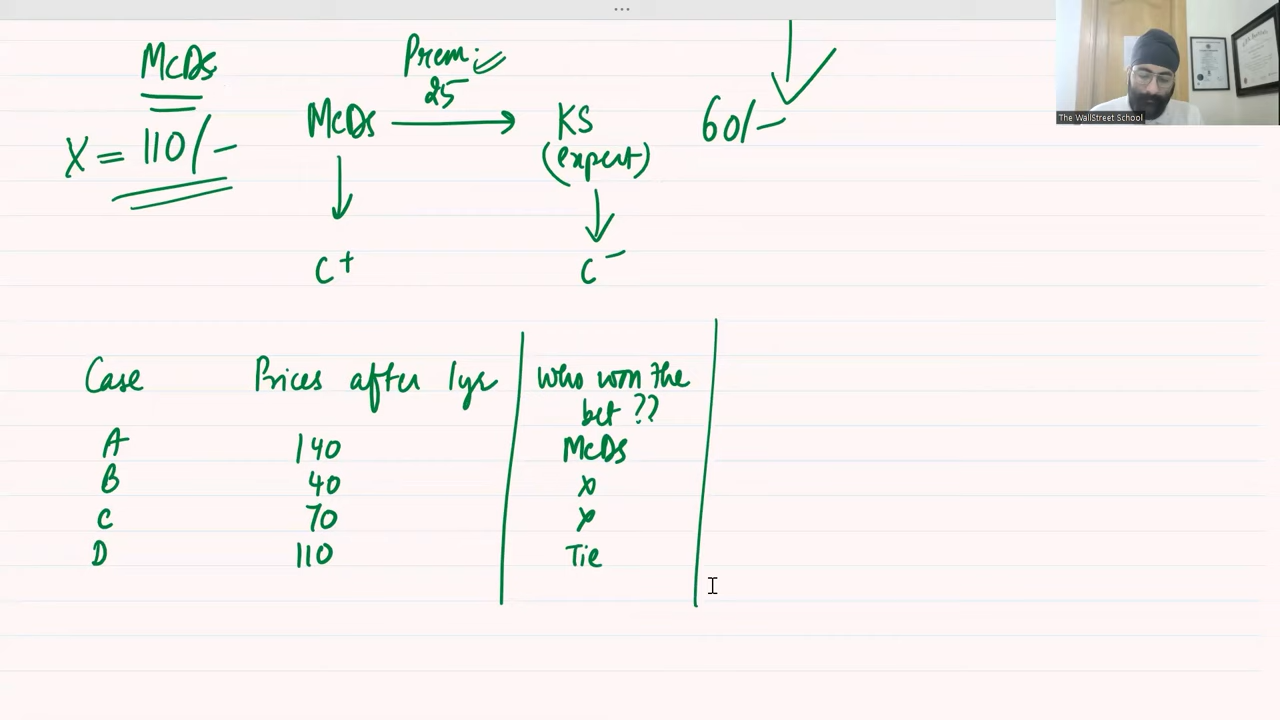 McDs
X = 110/-
Prem.
25
McDs
KS
(expert)
60/-
C+
C-
The WallStreet School
Case
Prices after 1yr
Who won the
bet ??
A 140 McDs
B 40 x
C 70 x
D 110 Tie